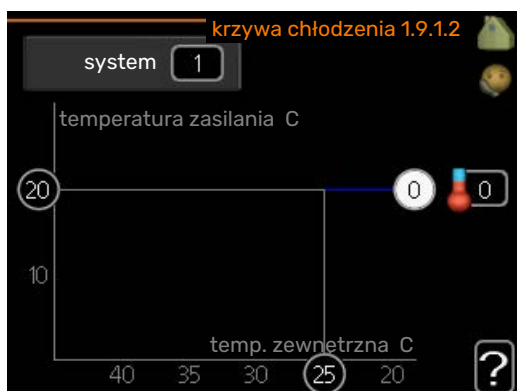 krzywa chłodzenia 1.9.1.2
system 1
temperatura zasilania C
20
0
0
10
temp. zewnętrzna C
40 35 30 25 20
?